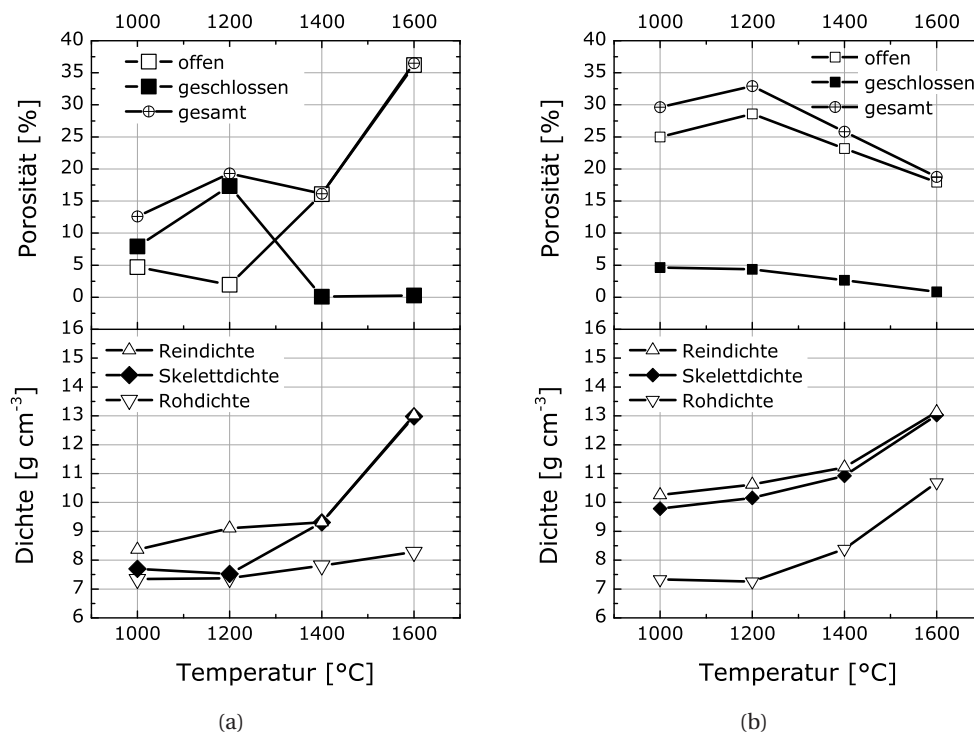 1000 1200 1400 1600
40
35
30
25
20
15
10
5
0
Porosität [%]
offen
geschlossen
gesamt
16
15
14
13
12
11
10
9
8
7
6
Dichte [g cm-3]
Reindichte
Skelettdichte
Rohdichte
1000 1200 1400 1600
Temperatur [°C]
(a)
1000 1200 1400 1600
40
35
30
25
20
15
10
5
0
Porosität [%]
offen
geschlossen
gesamt
16
15
14
13
12
11
10
9
8
7
6
Dichte [g cm-3]
Reindichte
Skelettdichte
Rohdichte
1000 1200 1400 1600
Temperatur [°C]
(b)